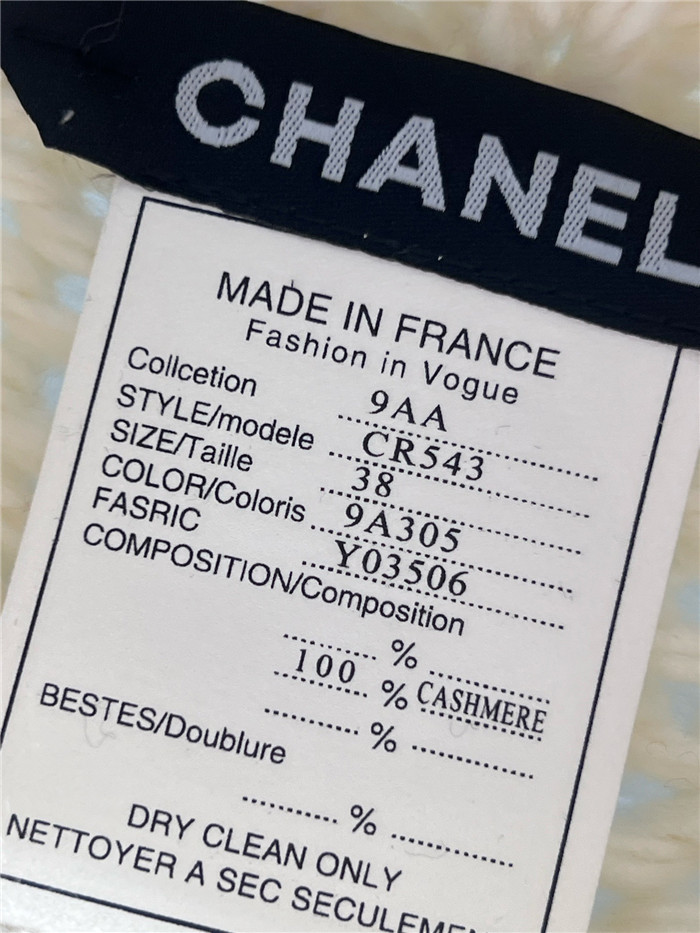 CHANEL
MADE IN FRANCE
Fashion in Vogue
Collcetion 9AA
STYLE/modele CR543
SIZE/Taille 38
COLOR/Coloris 9A305
FASRIC Y03506
COMPOSITION/Composition
%
100 % CASHMERE
%
BESTES/Doublure
%
DRY CLEAN ONLY
NETTOYER A SEC